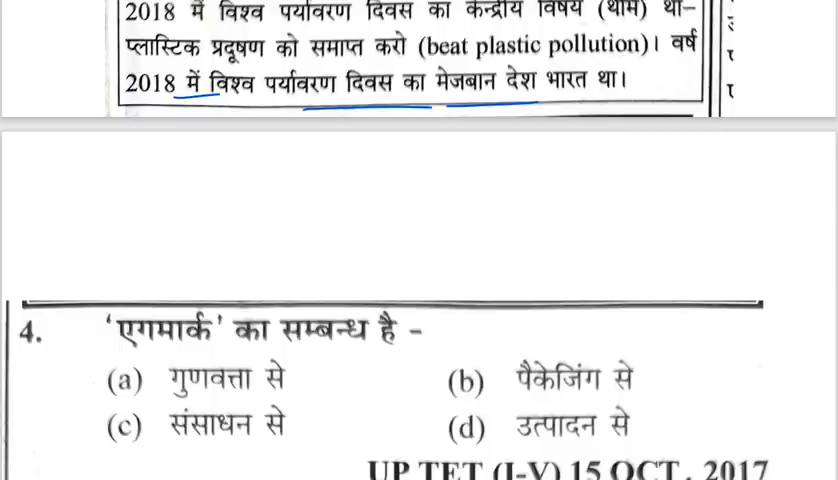 2018 में विश्व पर्यावरण दिवस का केन्द्रीय विषय (थीम) था–
प्लास्टिक प्रदूषण को समाप्त करो (beat plastic pollution)। वर्ष
2018 में विश्व पर्यावरण दिवस का मेजबान देश भारत था।
4. 'एगमार्क' का सम्बन्ध है -
(a) गुणवत्ता से (b) पैकेजिंग से
(c) संसाधन से (d) उत्पादन से
UP TET (I-V) 15 OCT. 2017